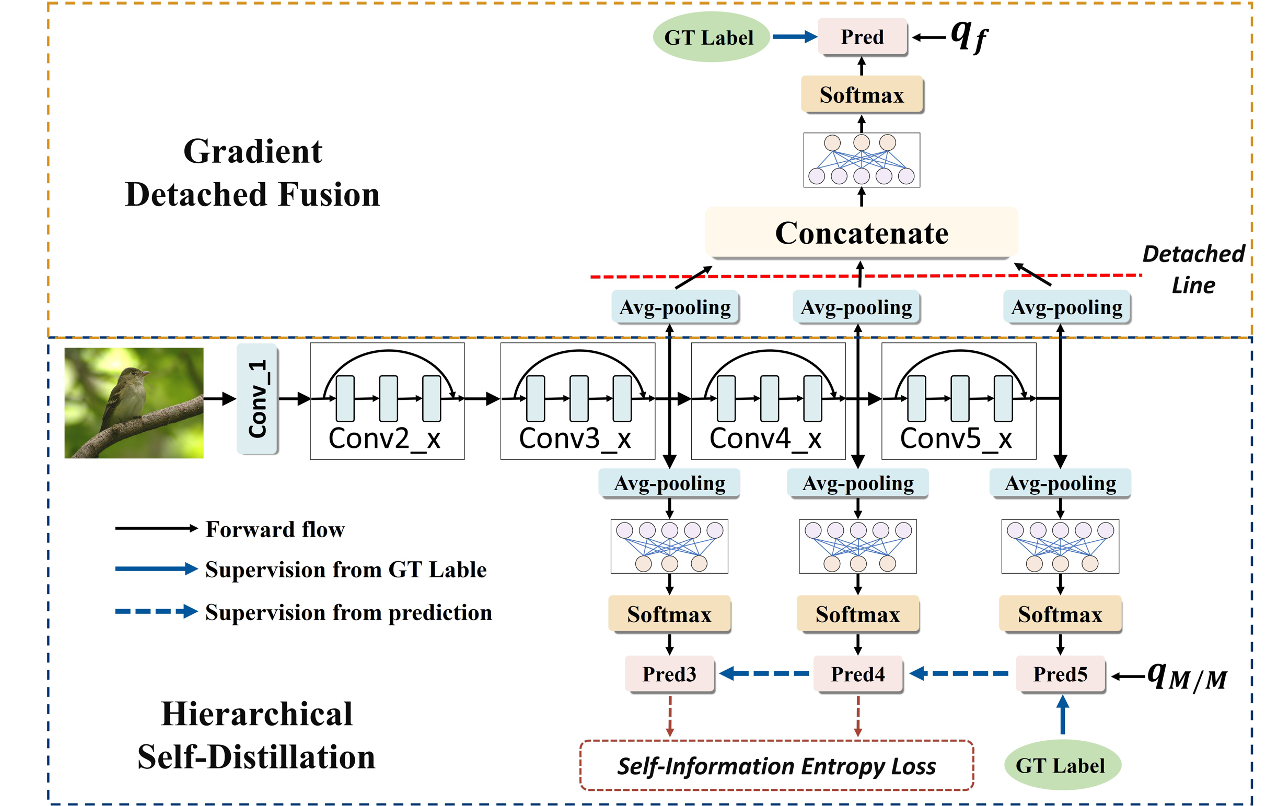 GT Label
Pred
q_f
Softmax
Gradient
Detached Fusion
Concatenate
Detached
Line
Avg-pooling Avg-pooling Avg-pooling
Conv_1
Conv2_x Conv3_x Conv4_x Conv5_x
Avg-pooling Avg-pooling Avg-pooling
Forward flow
Supervision from GT Lable
Supervision from prediction
Softmax Softmax Softmax
Pred3 Pred4 Pred5 q_{M/M}
Hierarchical
Self-Distillation
Self-Information Entropy Loss
GT Label